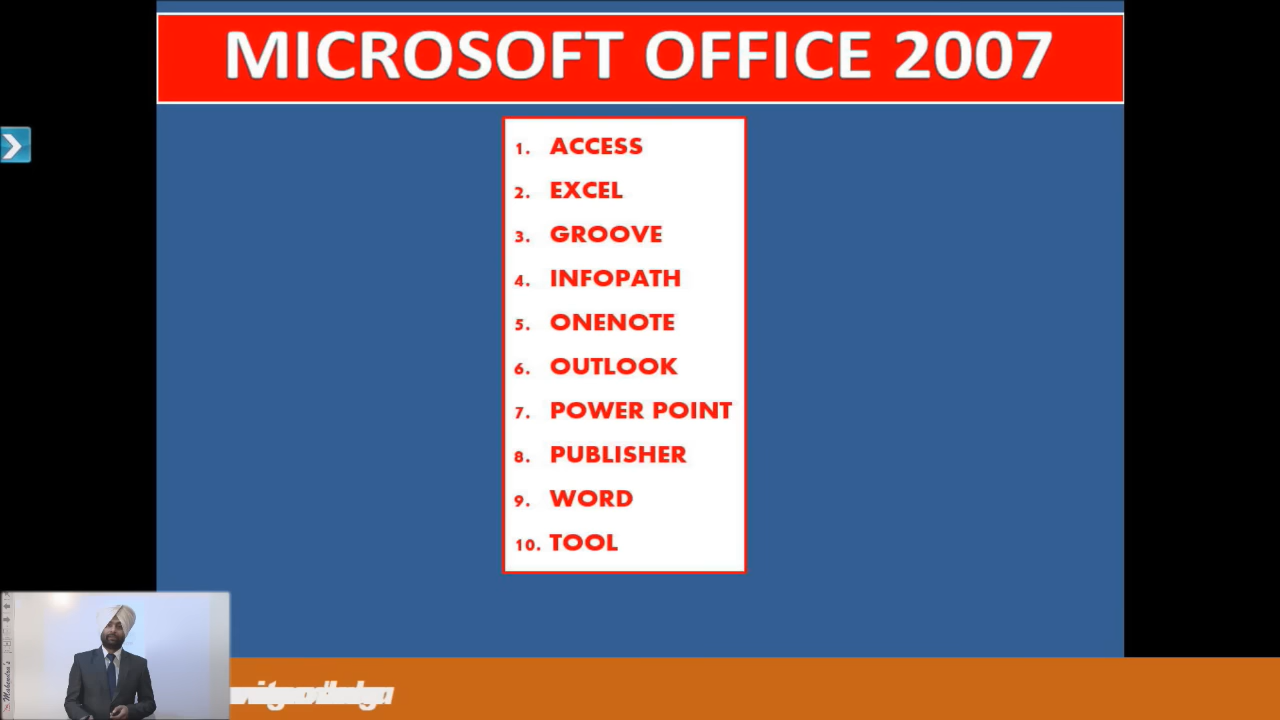 MICROSOFT OFFICE 2007
1. ACCESS
2. EXCEL
3. GROOVE
4. INFOPATH
5. ONENOTE
6. OUTLOOK
7. POWER POINT
8. PUBLISHER
9. WORD
10. TOOL
Mahendra's